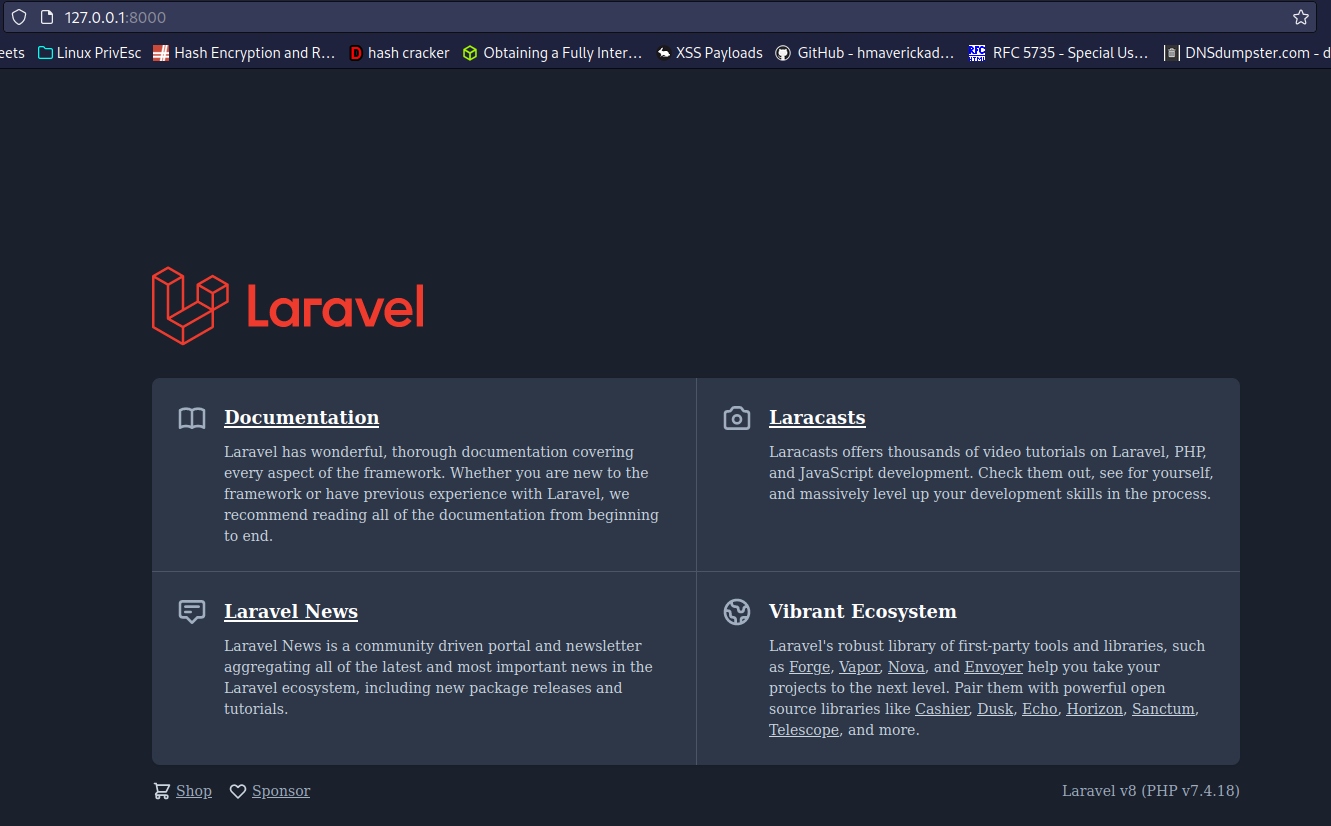 127.0.0.1:8000
eets Linux PrivEsc Hash Encryption and R… hash cracker Obtaining a Fully Inter… XSS Payloads GitHub - hmaverickad… RFC 5735 - Special Us… DNSdumpster.com - d
Laravel
Documentation
Laravel has wonderful, thorough documentation covering
every aspect of the framework. Whether you are new to the
framework or have previous experience with Laravel, we
recommend reading all of the documentation from beginning
to end.
Laracasts
Laracasts offers thousands of video tutorials on Laravel, PHP,
and JavaScript development. Check them out, see for yourself,
and massively level up your development skills in the process.
Laravel News
Laravel News is a community driven portal and newsletter
aggregating all of the latest and most important news in the
Laravel ecosystem, including new package releases and
tutorials.
Vibrant Ecosystem
Laravel's robust library of first-party tools and libraries, such
as Forge, Vapor, Nova, and Envoyer help you take your
projects to the next level. Pair them with powerful open
source libraries like Cashier, Dusk, Echo, Horizon, Sanctum,
Telescope, and more.
Shop Sponsor
Laravel v8 (PHP v7.4.18)